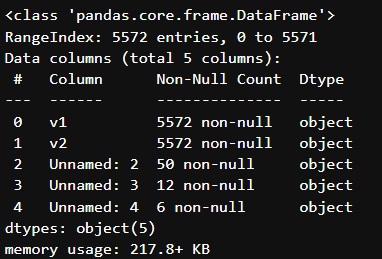 <class 'pandas.core.frame.DataFrame'>
RangeIndex: 5572 entries, 0 to 5571
Data columns (total 5 columns):
 #   Column      Non-Null Count  Dtype
---  ------      --------------  -----
 0   v1          5572 non-null   object
 1   v2          5572 non-null   object
 2   Unnamed: 2  50 non-null     object
 3   Unnamed: 3  12 non-null     object
 4   Unnamed: 4  6 non-null      object
dtypes: object(5)
memory usage: 217.8+ KB